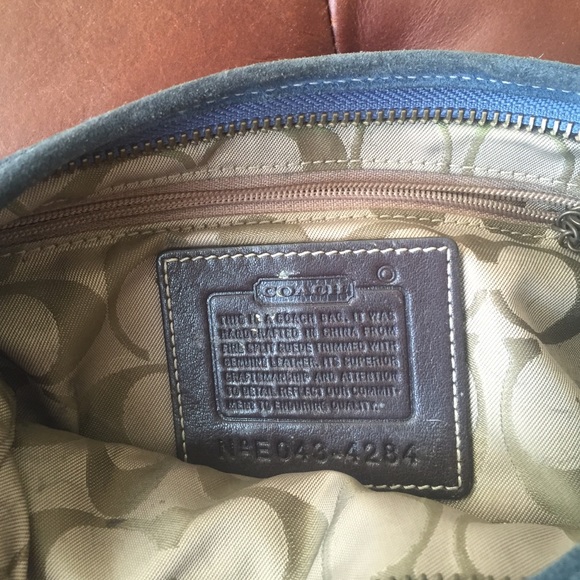 COACH
THIS IS A COACH BAG. IT WAS
HANDCRAFTED IN CHINA FROM
FINE SOFT SUEDE TRIMMED WITH
GENUINE LEATHER. ITS SUPERIOR
CRAFTSMANSHIP AND ATTENTION
TO DETAIL REFLECT OUR COMMIT-
MENT TO ENDURING QUALITY.
Nº E043-4284